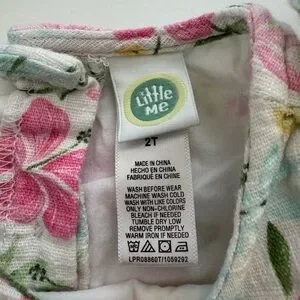 Little
Me
2T
MADE IN CHINA
HECHO EN CHINA
FABRIQUÉ EN CHINE
WASH BEFORE WEAR
MACHINE WASH COLD
WASH WITH LIKE COLORS
ONLY NON-CHLORINE
BLEACH IF NEEDED
TUMBLE DRY LOW
REMOVE PROMPTLY
WARM IRON IF NEEDED
LPR08860T/1059292